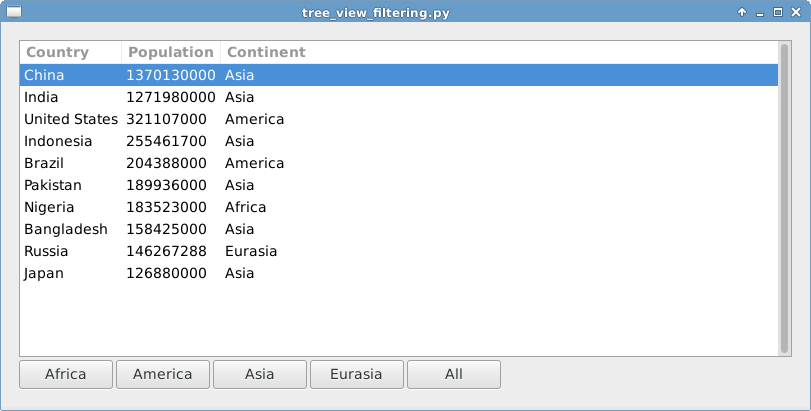 tree_view_filtering.py
Country Population Continent
China 1370130000 Asia
India 1271980000 Asia
United States 321107000 America
Indonesia 255461700 Asia
Brazil 204388000 America
Pakistan 189936000 Asia
Nigeria 183523000 Africa
Bangladesh 158425000 Asia
Russia 146267288 Eurasia
Japan 126880000 Asia
Africa America Asia Eurasia All